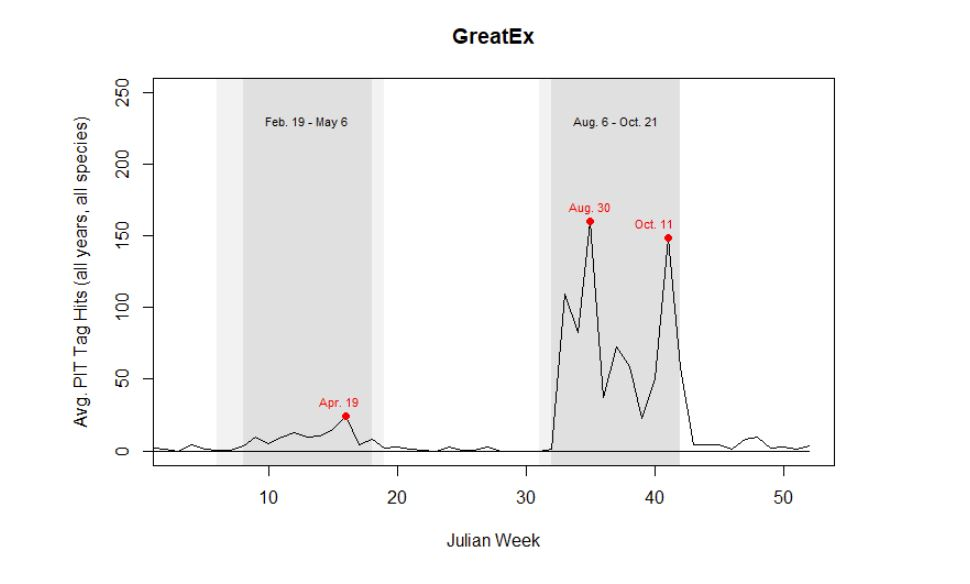 GreatEx
Avg. PIT Tag Hits (all years, all species)
250
200
150
100
50
0
Feb. 19 - May 6
Aug. 6 - Oct. 21
Aug. 30
Oct. 11
Apr. 19
10
20
30
40
50
Julian Week